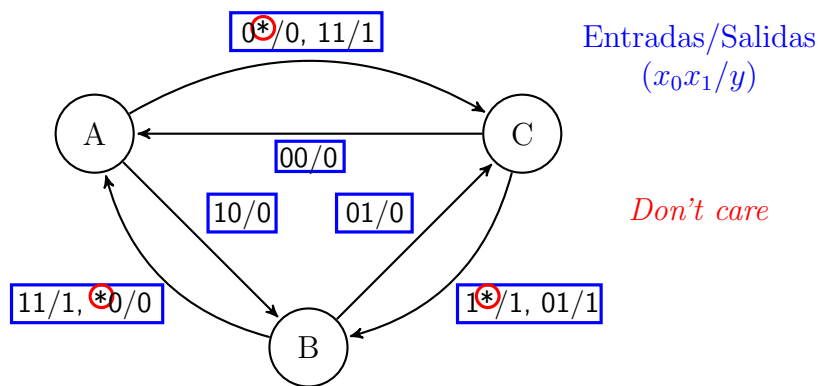 0*/0, 11/1
Entradas/Salidas
(x₀x₁/y)
A
C
00/0
10/0
01/0
Don't care
11/1, *0/0
1*/1, 01/1
B